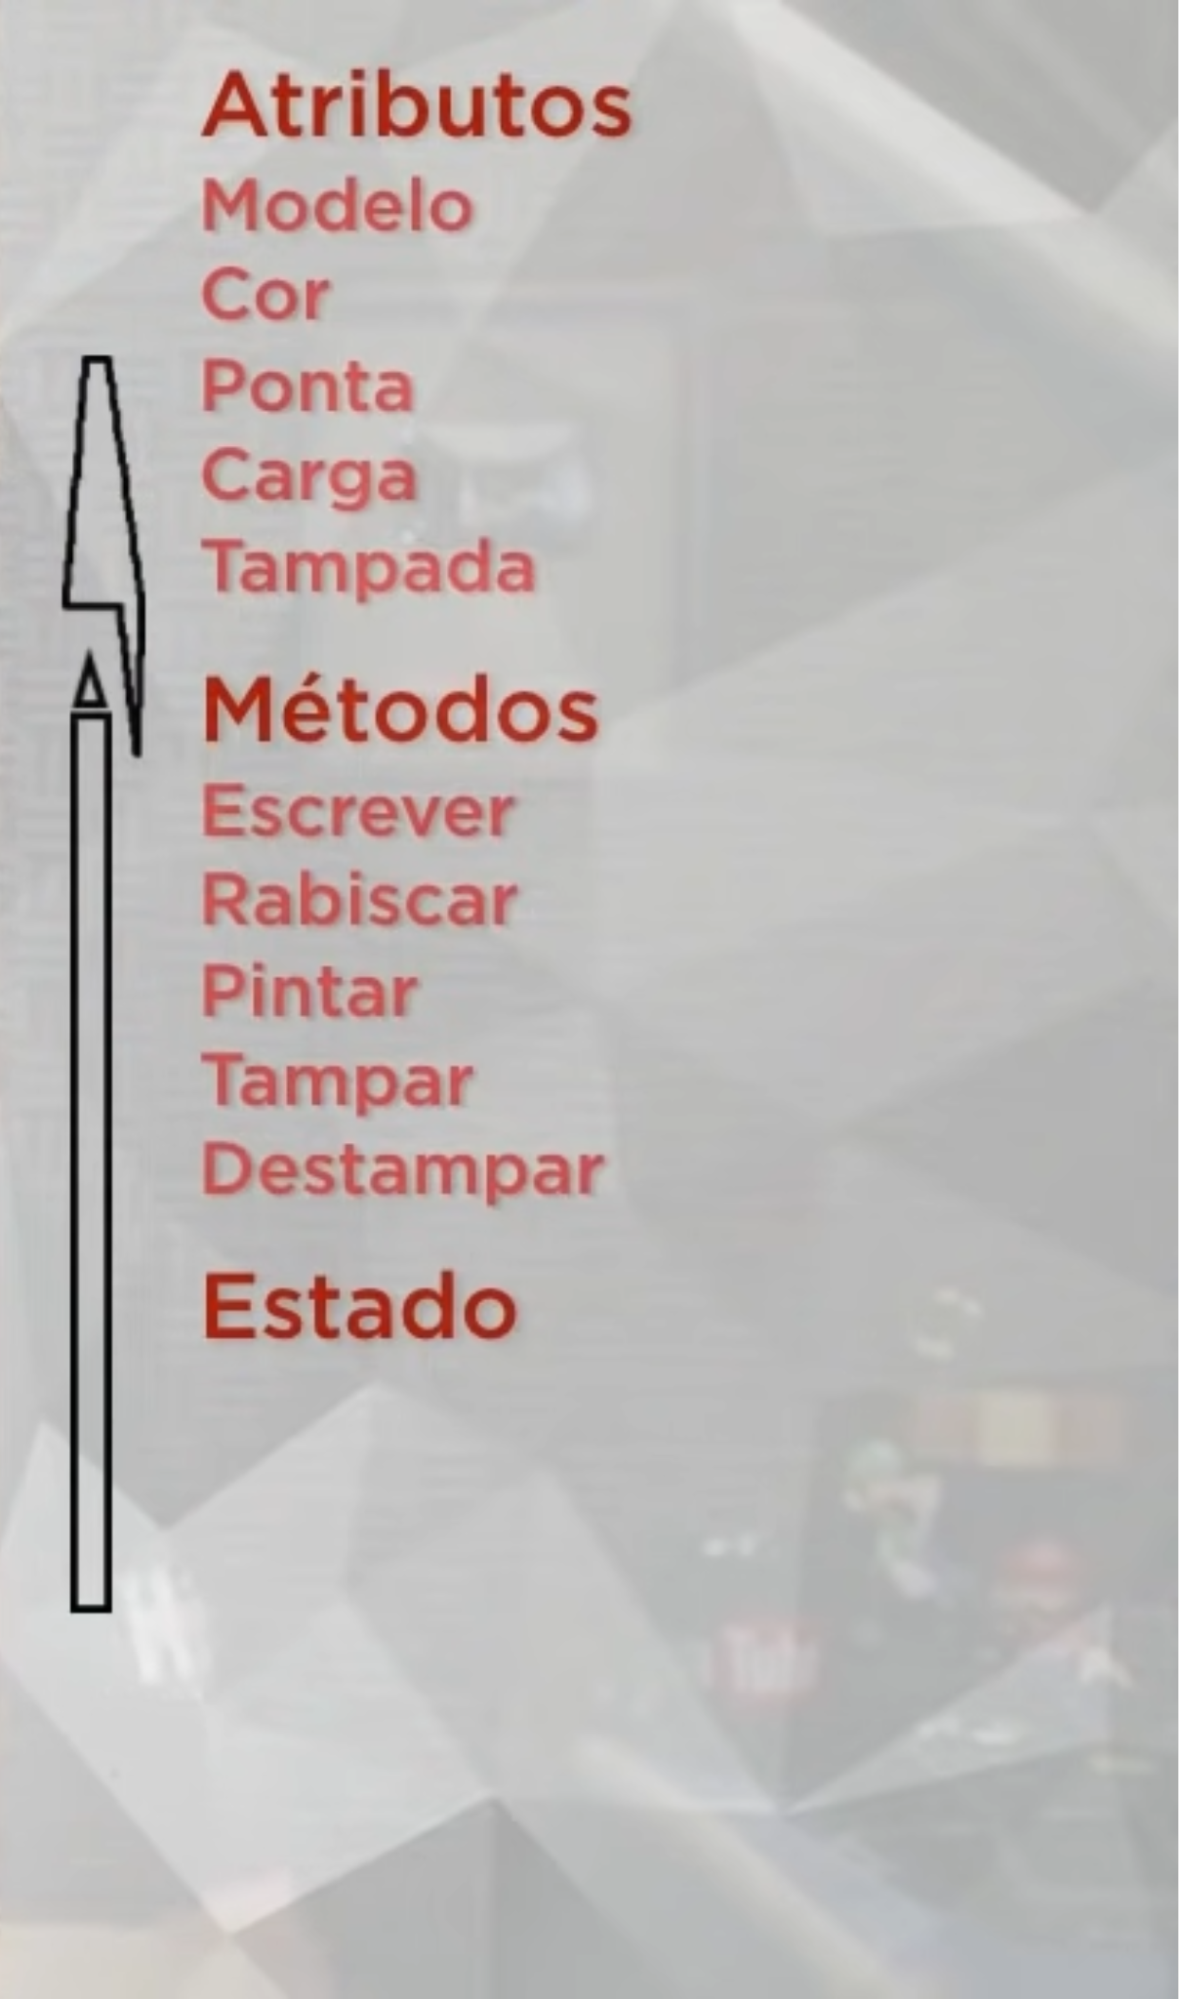 Atributos
Modelo
Cor
Ponta
Carga
Tampada
Métodos
Escrever
Rabiscar
Pintar
Tampar
Destampar
Estado